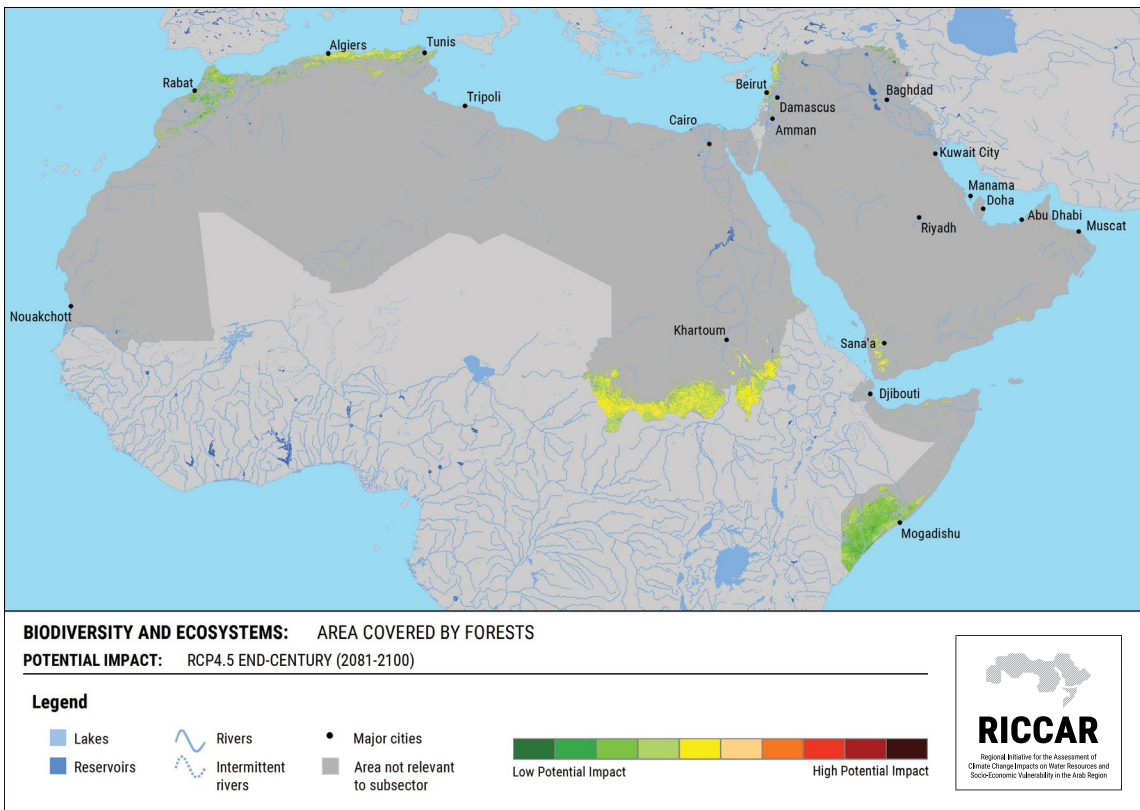 Algiers
Tunis
Rabat
Tripoli
Beirut
Damascus
Baghdad
Cairo
Amman
Kuwait City
Manama
Doha
Abu Dhabi
Riyadh
Muscat
Nouakchott
Khartoum
Sana'a
Djibouti
Mogadishu
BIODIVERSITY AND ECOSYSTEMS: AREA COVERED BY FORESTS
POTENTIAL IMPACT: RCP4.5 END-CENTURY (2081-2100)
Legend
Lakes
Reservoirs
Rivers
Intermittent
rivers
Major cities
Area not relevant
to subsector
Low Potential Impact
High Potential Impact
RICCAR
Regional Initiative for the Assessment of
Climate Change Impacts on Water Resources and
Socio-Economic Vulnerability in the Arab Region